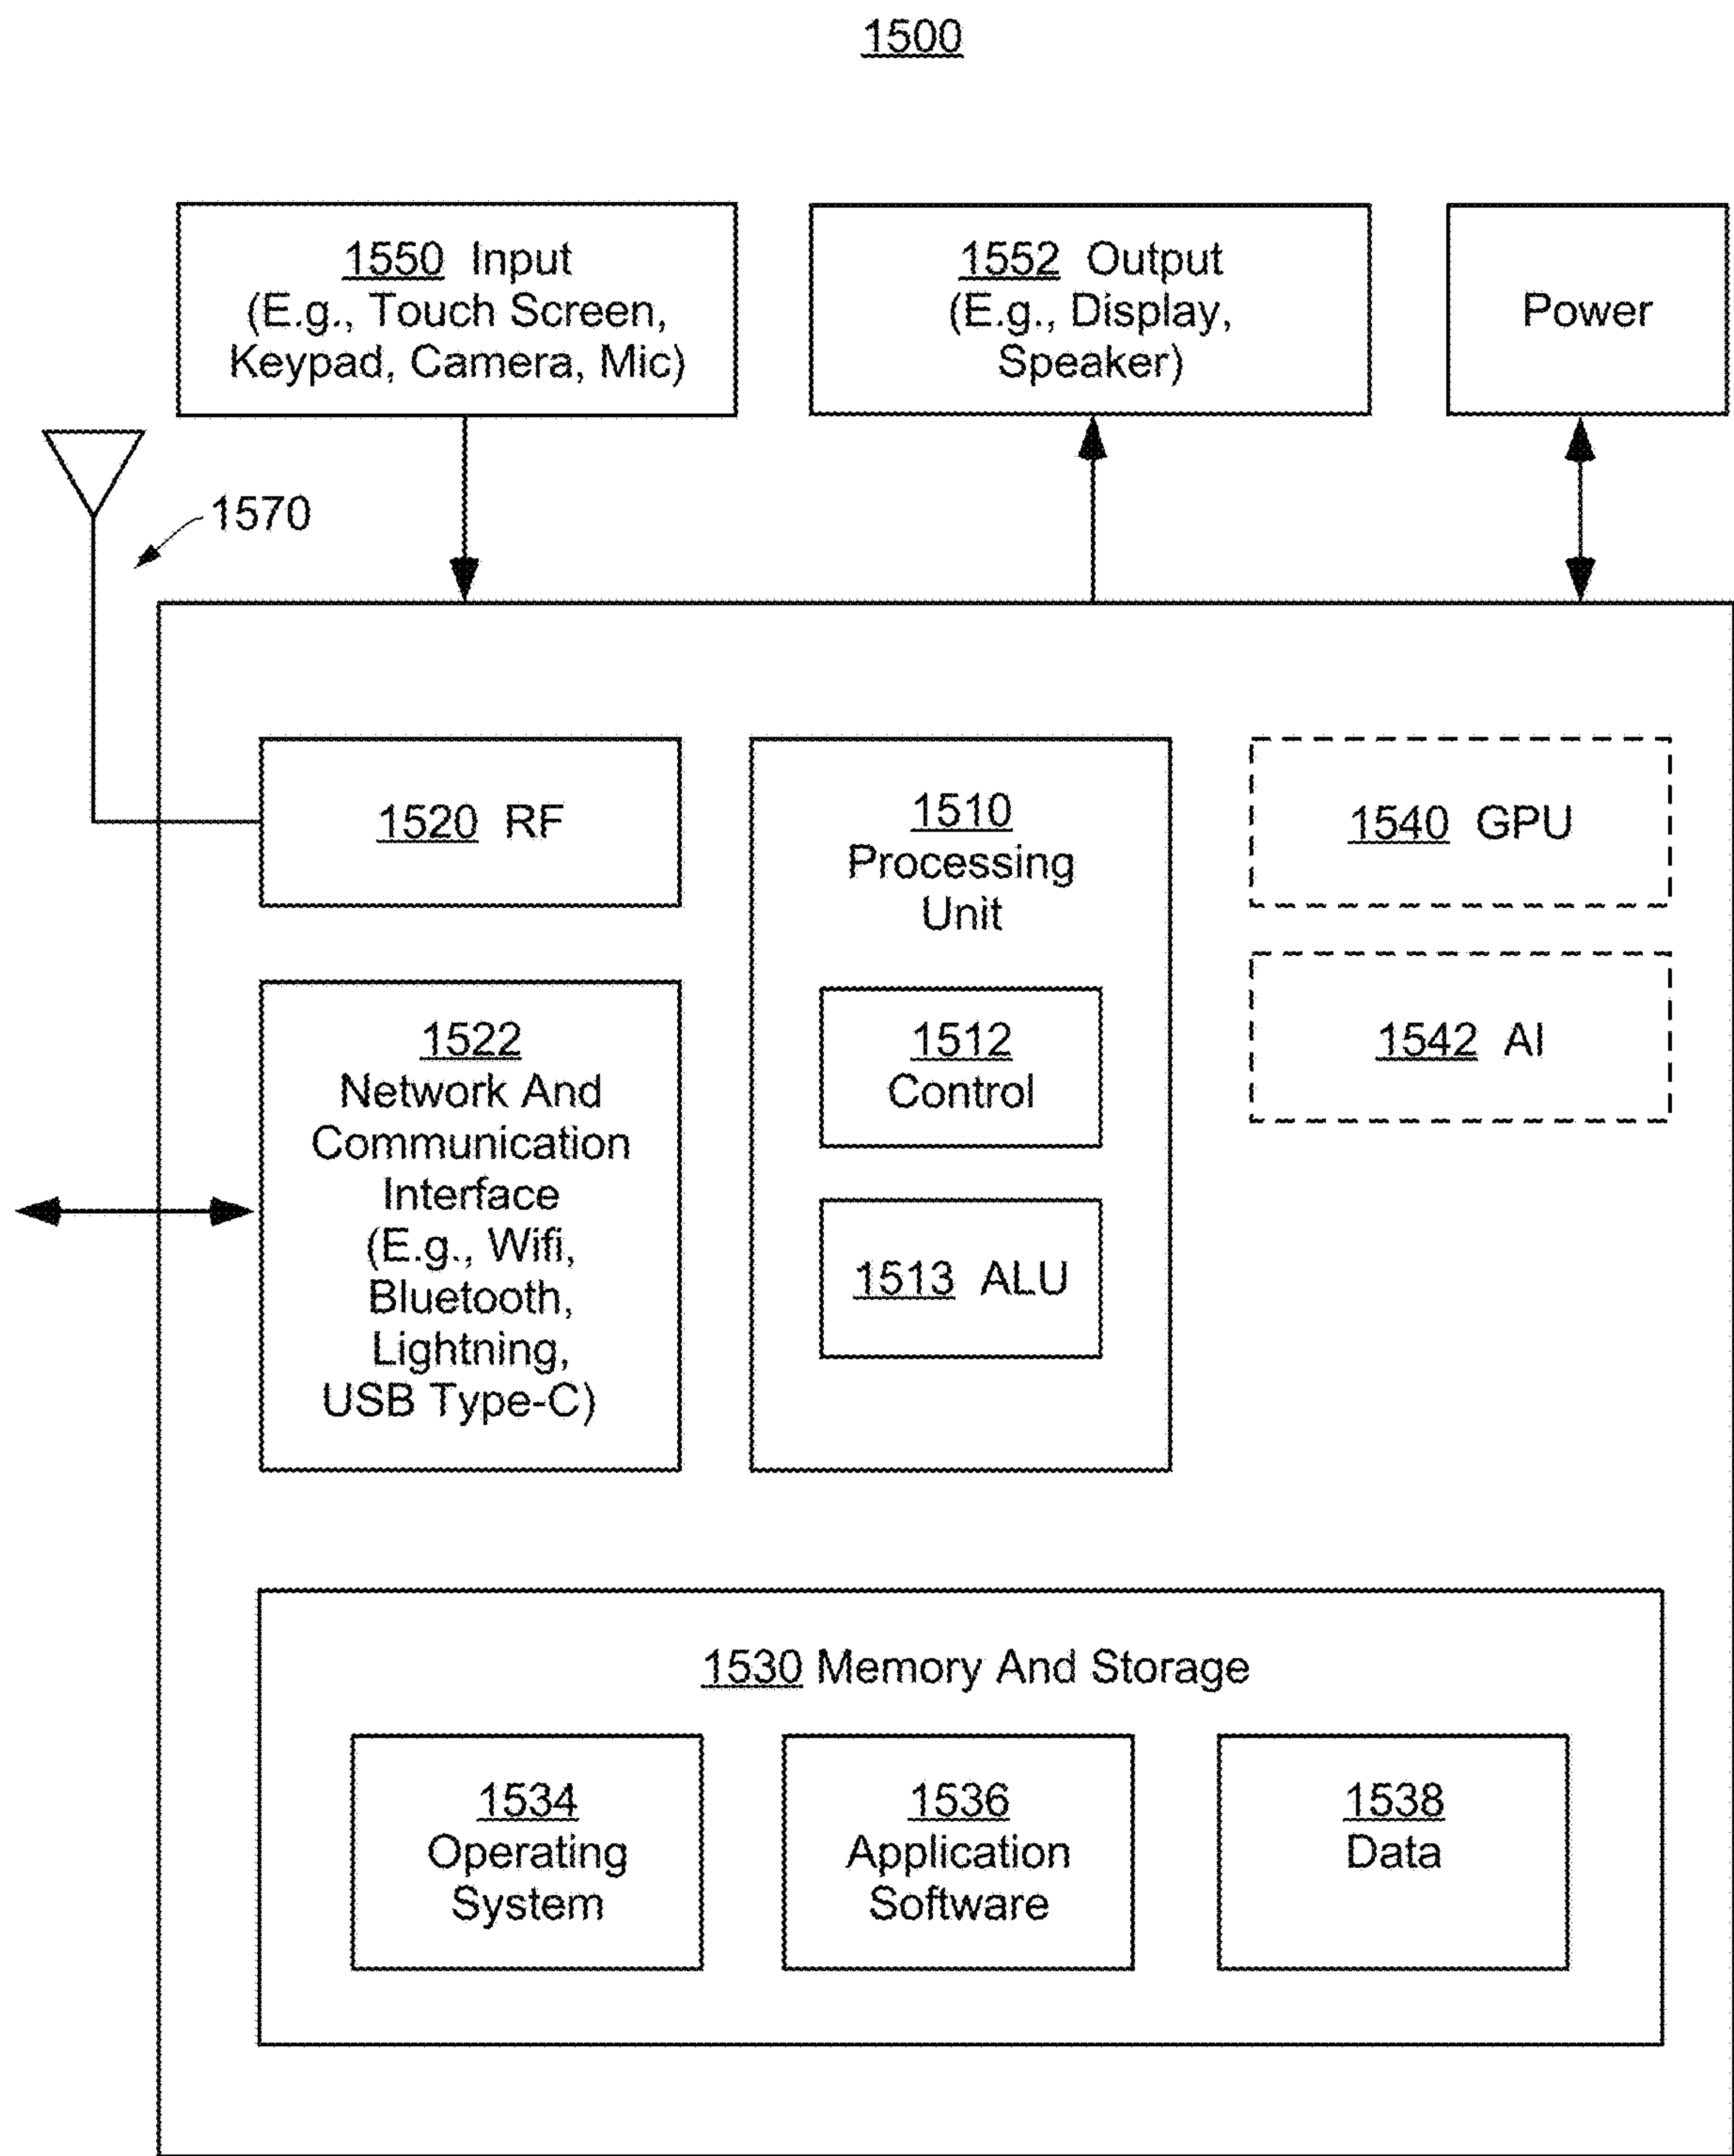 1500
1550 Input
(E.g., Touch Screen,
Keypad, Camera, Mic)
1552 Output
(E.g., Display,
Speaker)
Power
1570
1520 RF
1510
Processing
Unit
1540 GPU
1522
Network And
Communication
Interface
(E.g., Wifi,
Bluetooth,
Lightning,
USB Type-C)
1512
Control
1542 AI
1513 ALU
1530 Memory And Storage
1534
Operating
System
1536
Application
Software
1538
Data